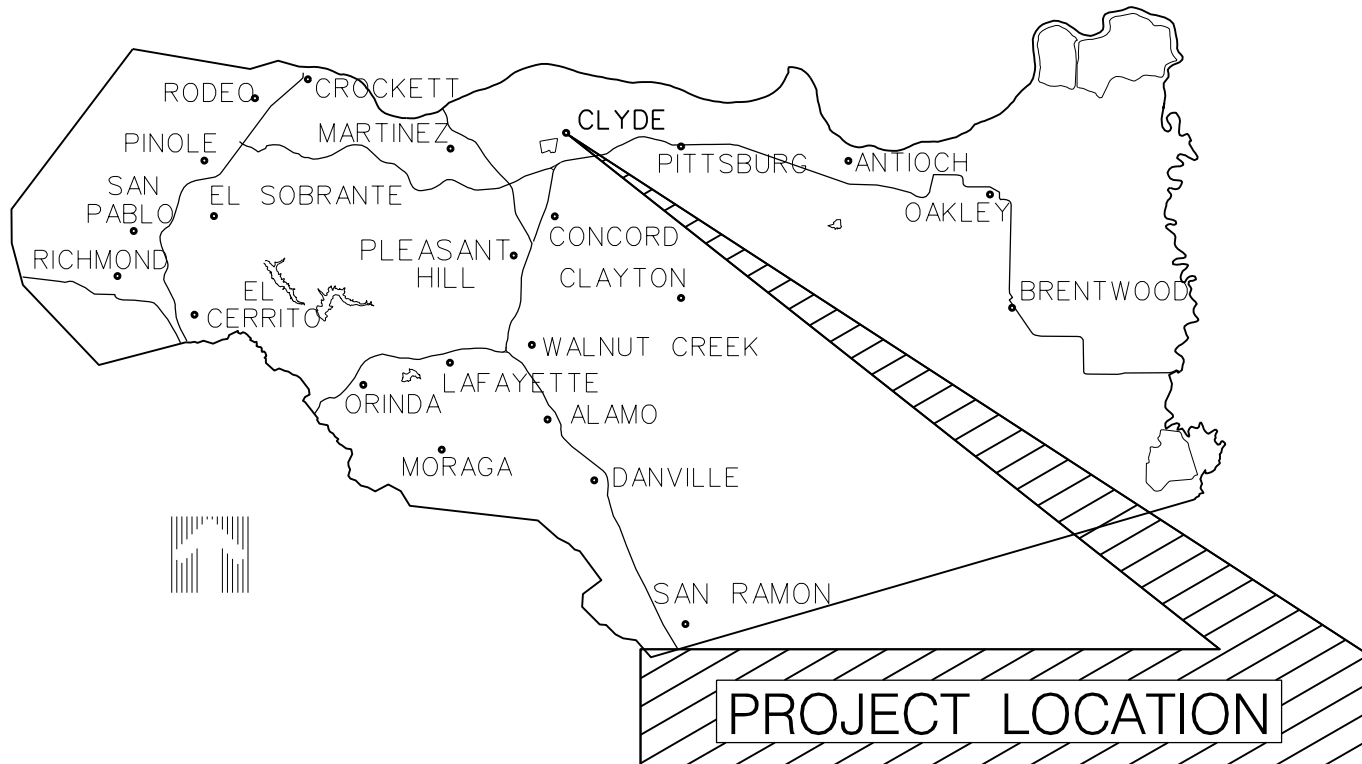 CROCKETT
RODEO
CLYDE
MARTINEZ
PINOLE
PITTSBURG
ANTIOCH
SAN
PABLO
EL SOBRANTE
OAKLEY
CONCORD
RICHMOND
PLEASANT
HILL
CLAYTON
EL
CERRITO
BRENTWOOD
WALNUT CREEK
LAFAYETTE
ORINDA
ALAMO
MORAGA
DANVILLE
SAN RAMON
PROJECT LOCATION